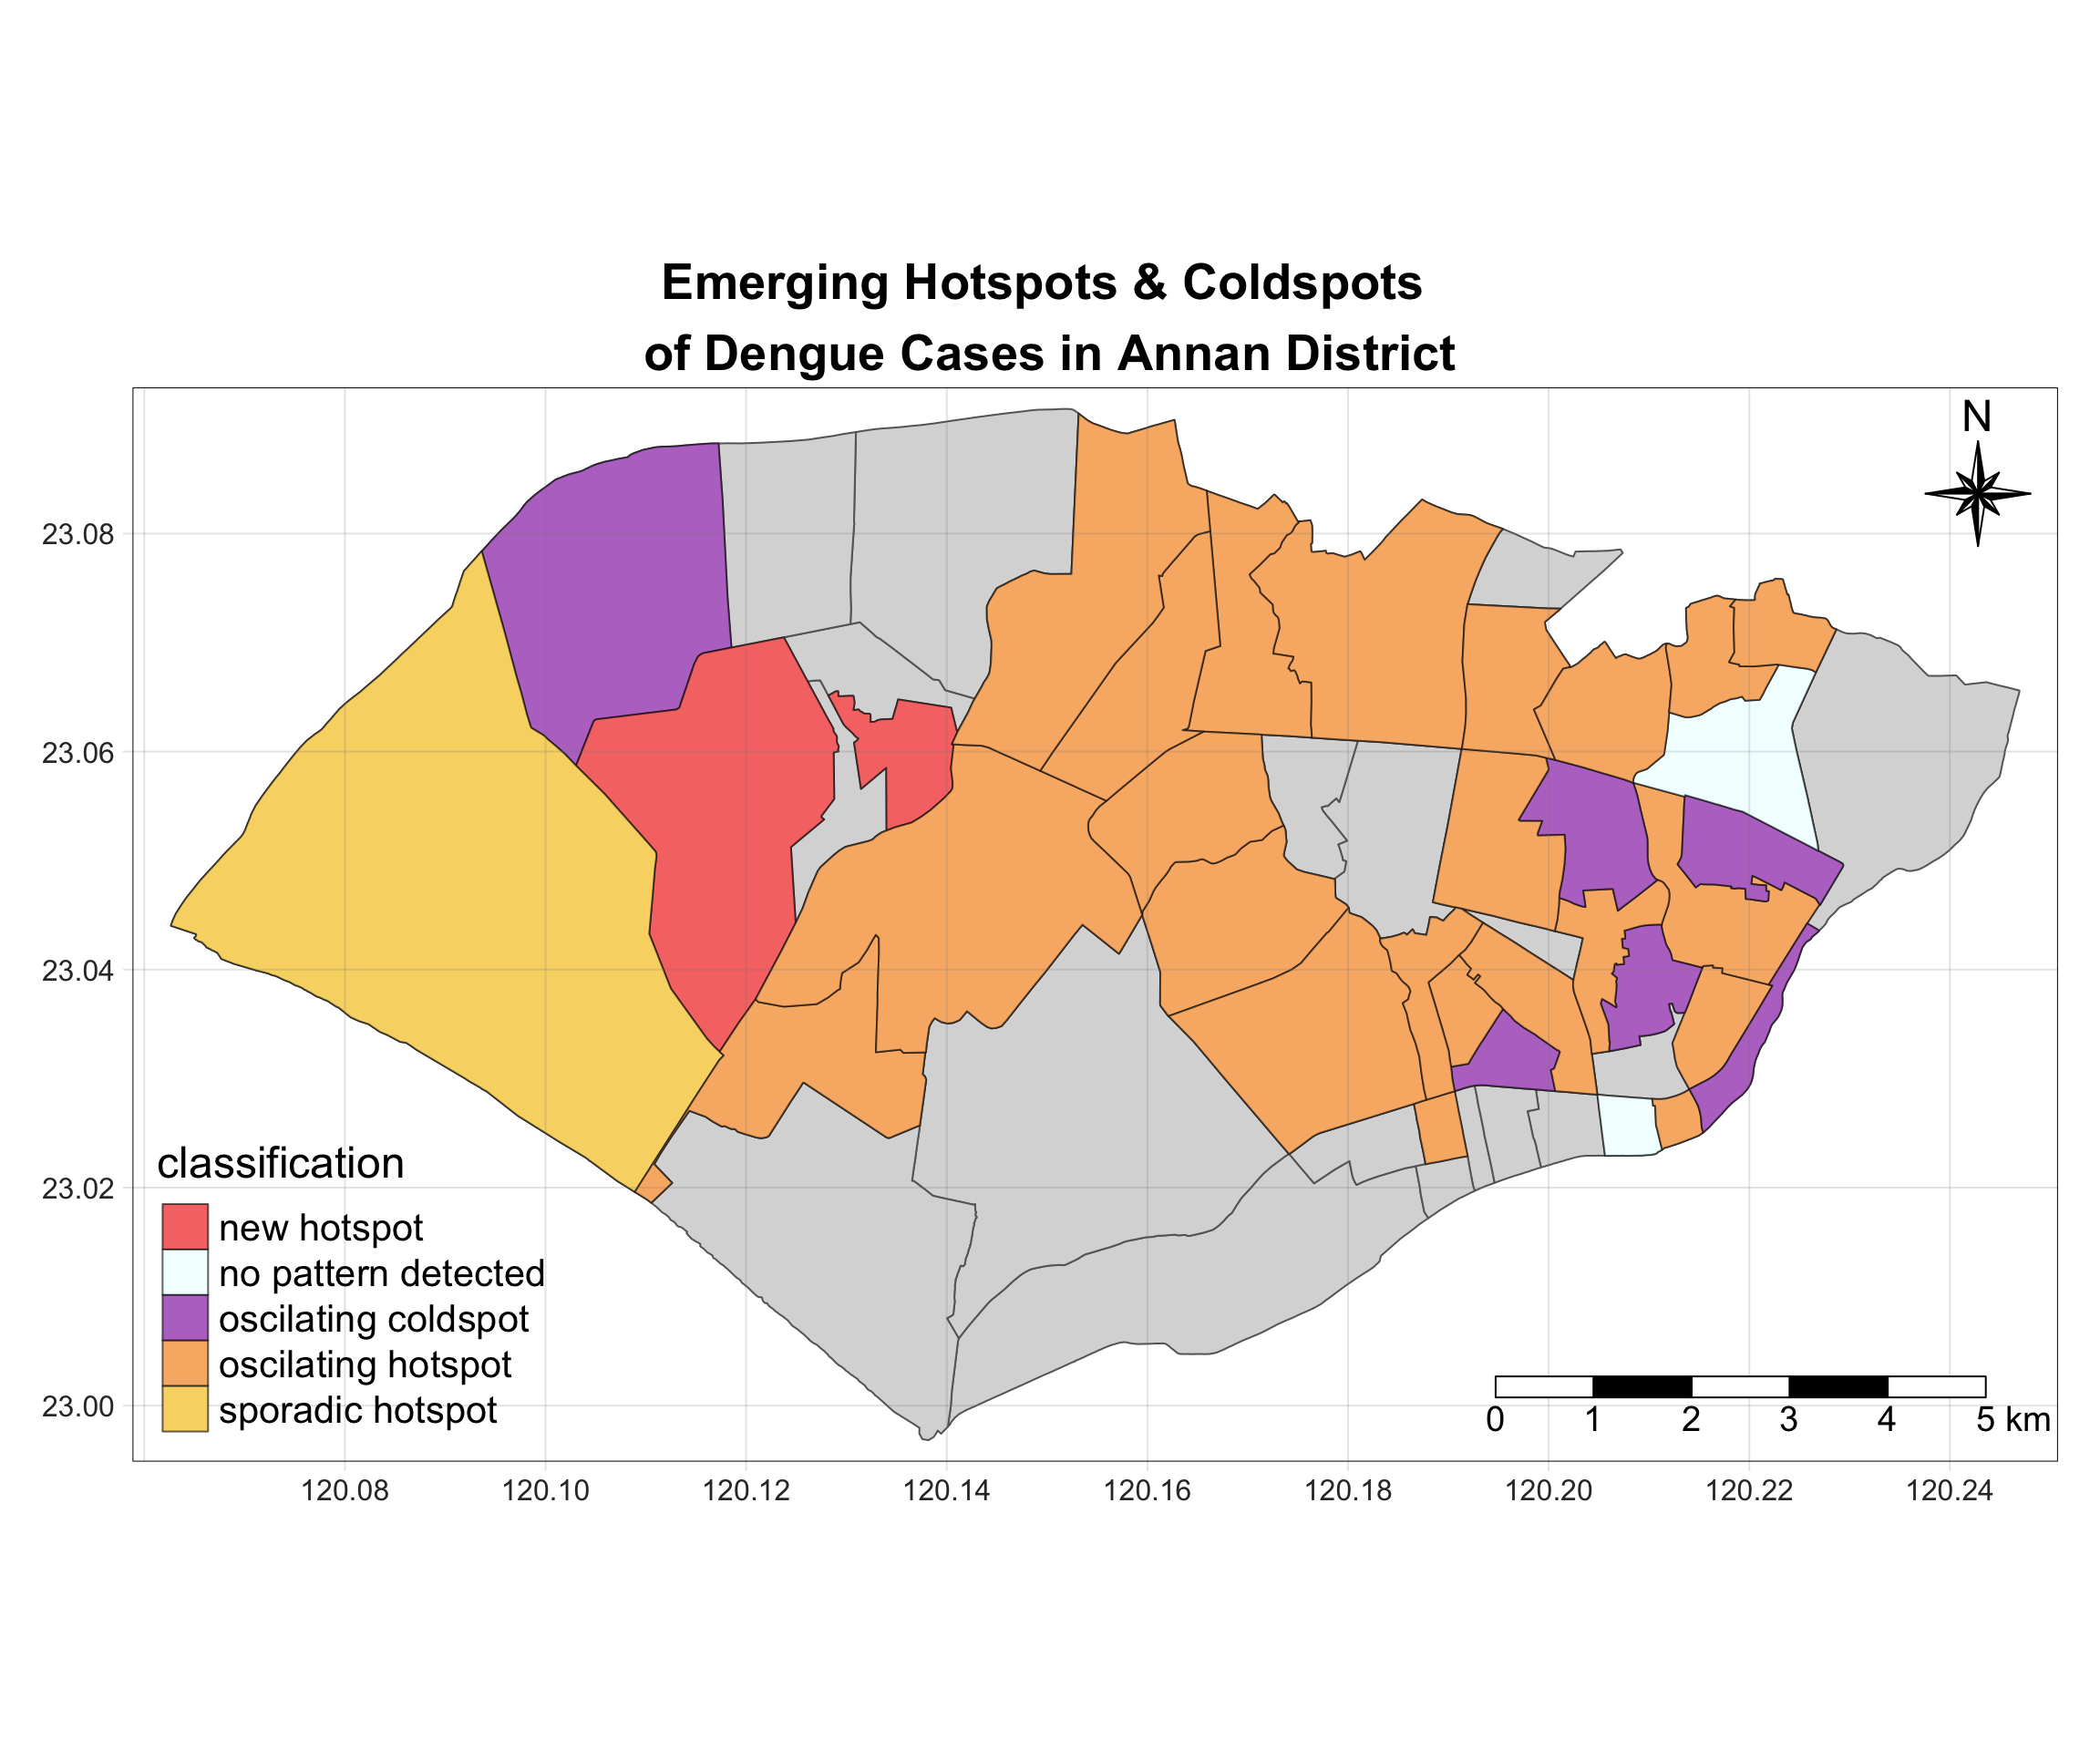 Emerging Hotspots & Coldspots
of Dengue Cases in Annan District
N
23.08
23.06
23.04
23.02
23.00
classification
new hotspot
no pattern detected
oscilating coldspot
oscilating hotspot
sporadic hotspot
0 1 2 3 4 5 km
120.08 120.10 120.12 120.14 120.16 120.18 120.20 120.22 120.24